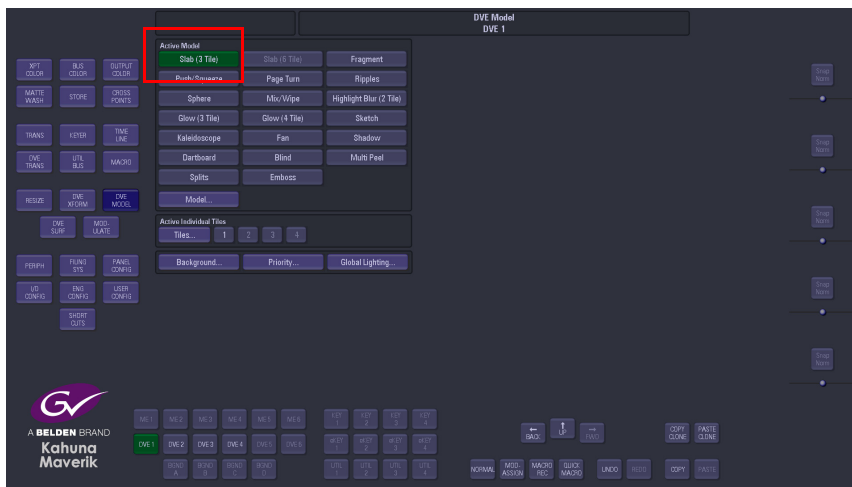 DVE Model
DVE 1
Active Model
Slab (3 Tile)
Slab (6 Tile)
Fragment
Push/Squeeze
Page Turn
Ripples
Sphere
Mix/Wipe
Highlight Blur (2 Tile)
Glow (3 Tile)
Glow (4 Tile)
Sketch
Kaleidoscope
Fan
Shadow
Dartboard
Blind
Multi Peel
Splits
Emboss
Model...
Active Individual Tiles
Tiles...
1
2
3
4
Background...
Priority...
Global Lighting...
XPT
COLOR
BUS
COLOR
OUTPUT
COLOR
MATTE
WASH
STORE
CROSS
POINTS
TRANS
KEYER
TIME
LINE
DVE
TRANS
UTIL
BUS
MACRO
RESIZE
DVE
XFORM
DVE
MODEL
DVE
SURF
MOD-
ULATE
PERIPH
FILING
SYS
PANEL
CONFIG
I/O
CONFIG
ENG
CONFIG
USER
CONFIG
SHORT
CUTS
Snap
Norm
Snap
Norm
Snap
Norm
Snap
Norm
Snap
Norm
A BELDEN BRAND
Kahuna
Maverik
ME 1
ME 2
ME 3
ME 4
ME 5
ME 6
KEY
1
KEY
2
KEY
3
KEY
4
DVE 1
DVE 2
DVE 3
DVE 4
DVE 5
DVE 6
BGND
A
BGND
B
BGND
C
BGND
D
UTIL
1
UTIL
2
UTIL
3
UTIL
4
BACK
UP
FWD
COPY
CLONE
PASTE
CLONE
NORMAL
MOD-
ASSIGN
MACRO
REC
QUICK
MACRO
UNDO
REDO
COPY
PASTE